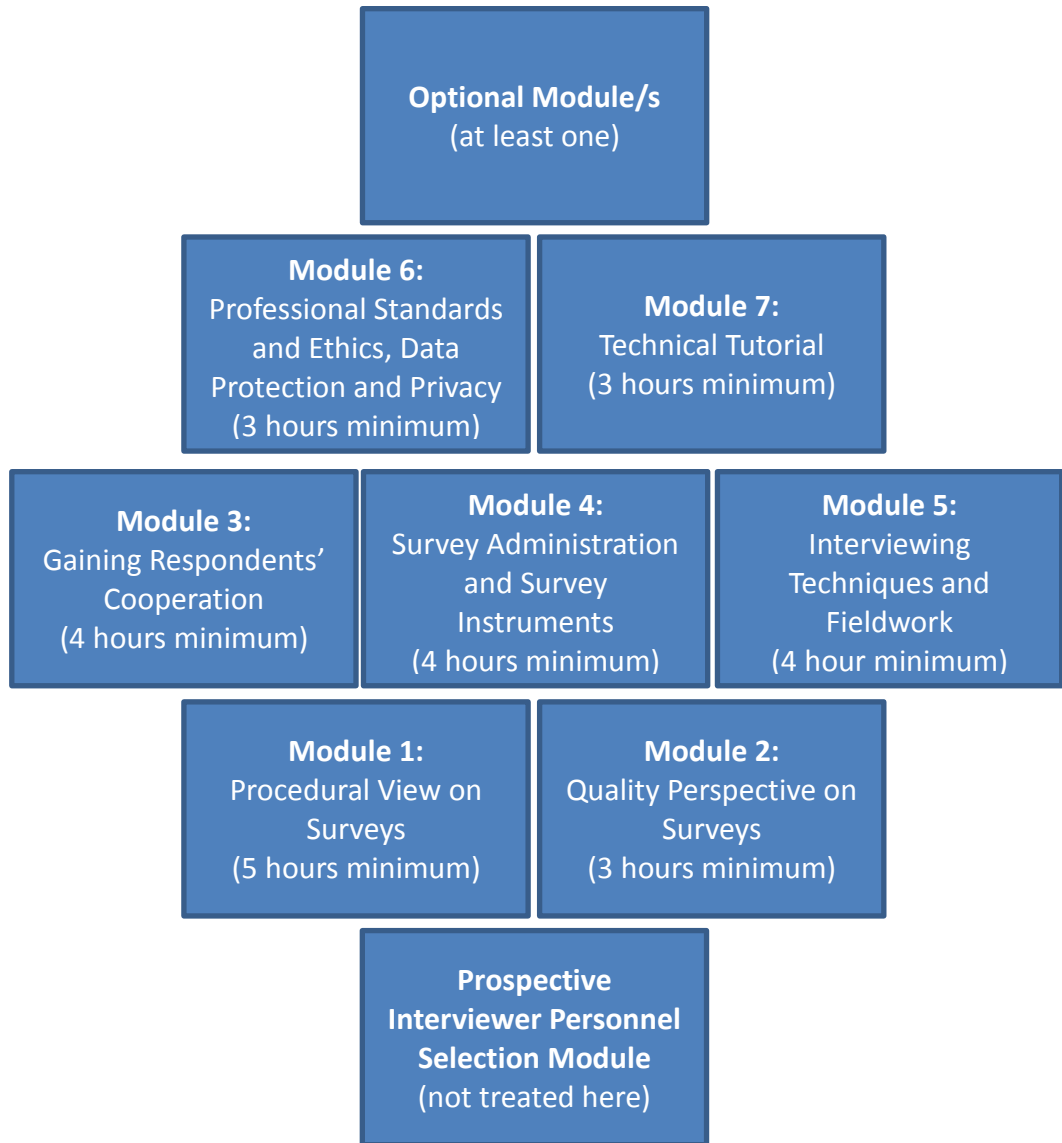 Optional Module/s
(at least one)
Module 6:
Professional Standards
and Ethics, Data
Protection and Privacy
(3 hours minimum)
Module 7:
Technical Tutorial
(3 hours minimum)
Module 3:
Gaining Respondents’
Cooperation
(4 hours minimum)
Module 4:
Survey Administration
and Survey
Instruments
(4 hours minimum)
Module 5:
Interviewing
Techniques and
Fieldwork
(4 hour minimum)
Module 1:
Procedural View on
Surveys
(5 hours minimum)
Module 2:
Quality Perspective on
Surveys
(3 hours minimum)
Prospective
Interviewer Personnel
Selection Module
(not treated here)